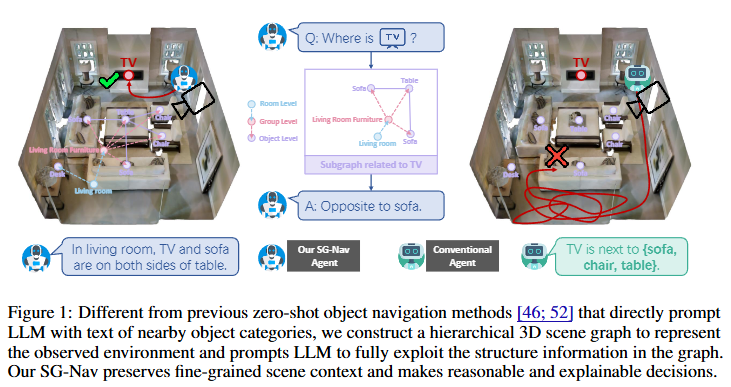 TV
Sofa
Chair
Chair
Living Room Furniture
Desk
Living room
In living room, TV and sofa
are on both sides of table.
Q: Where is TV ?
Room Level
Group Level
Object Level
Table
Sofa
Living Room Furniture
Living room
Sofa
Subgraph related to TV
A: Opposite to sofa.
Our SG-Nav
Agent
Conventional
Agent
TV
Sofa
Chair
Chair
Desk
TV is next to {sofa,
chair, table}.
Figure 1: Different from previous zero-shot object navigation methods [46; 52] that directly prompt
LLM with text of nearby object categories, we construct a hierarchical 3D scene graph to represent
the observed environment and prompts LLM to fully exploit the structure information in the graph.
Our SG-Nav preserves fine-grained scene context and makes reasonable and explainable decisions.